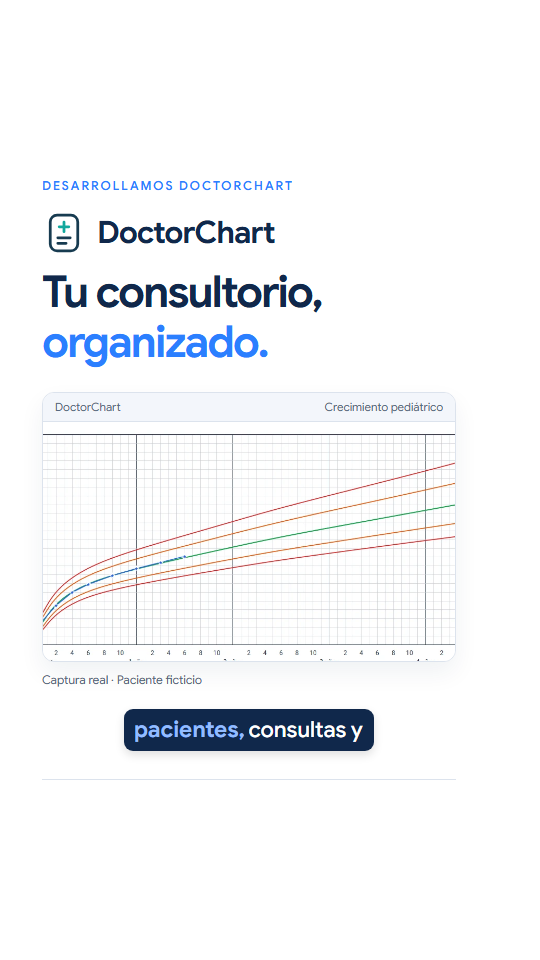 DESARROLLAMOS DOCTORCHART
DoctorChart
Tu consultorio,
organizado.
DoctorChart Crecimiento pediátrico
2 4 6 8 10 2 4 6 8 10 2 4 6 8 10 2 4 6 8 10 2
Captura real · Paciente ficticio
pacientes, consultas y